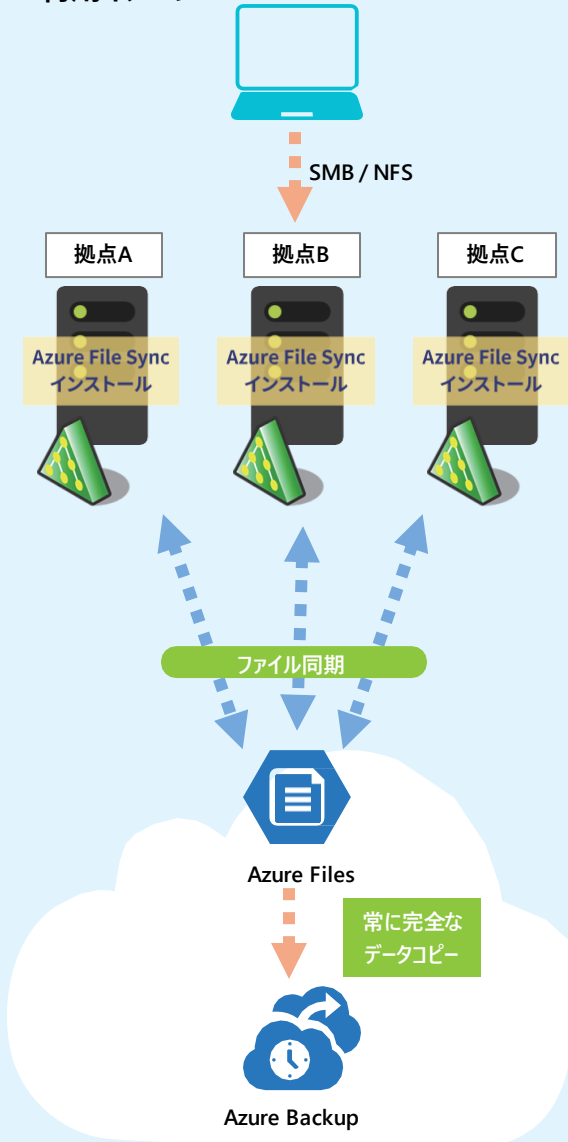 SMB / NFS
拠点A
拠点B
拠点C
Azure File Sync
インストール
Azure File Sync
インストール
Azure File Sync
インストール
ファイル同期
Azure Files
常に完全な
データコピー
Azure Backup